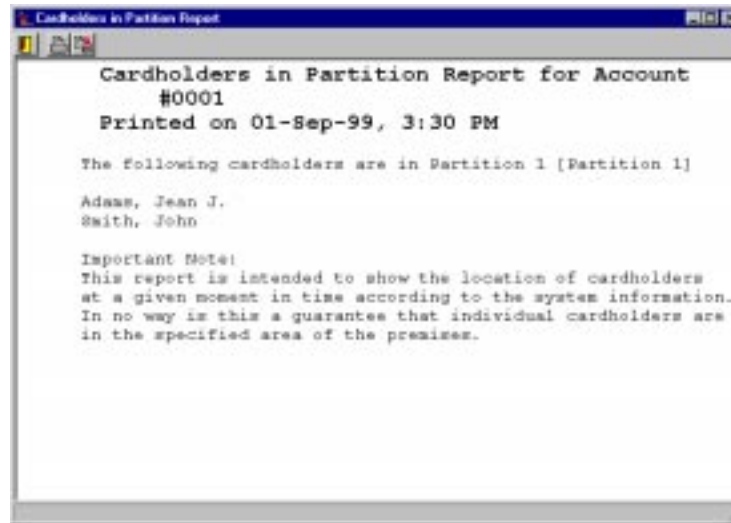 Cardholders in Partition Report
Cardholders in Partition Report for Account
#0001
Printed on 01-Sep-99, 3:30 PM
The following cardholders are in Partition 1 [Partition 1]
Adams, Jean J.
Smith, John
Important Note:
This report is intended to show the location of cardholders
at a given moment in time according to the system information.
In no way is this a guarantee that individual cardholders are
in the specified area of the premises.